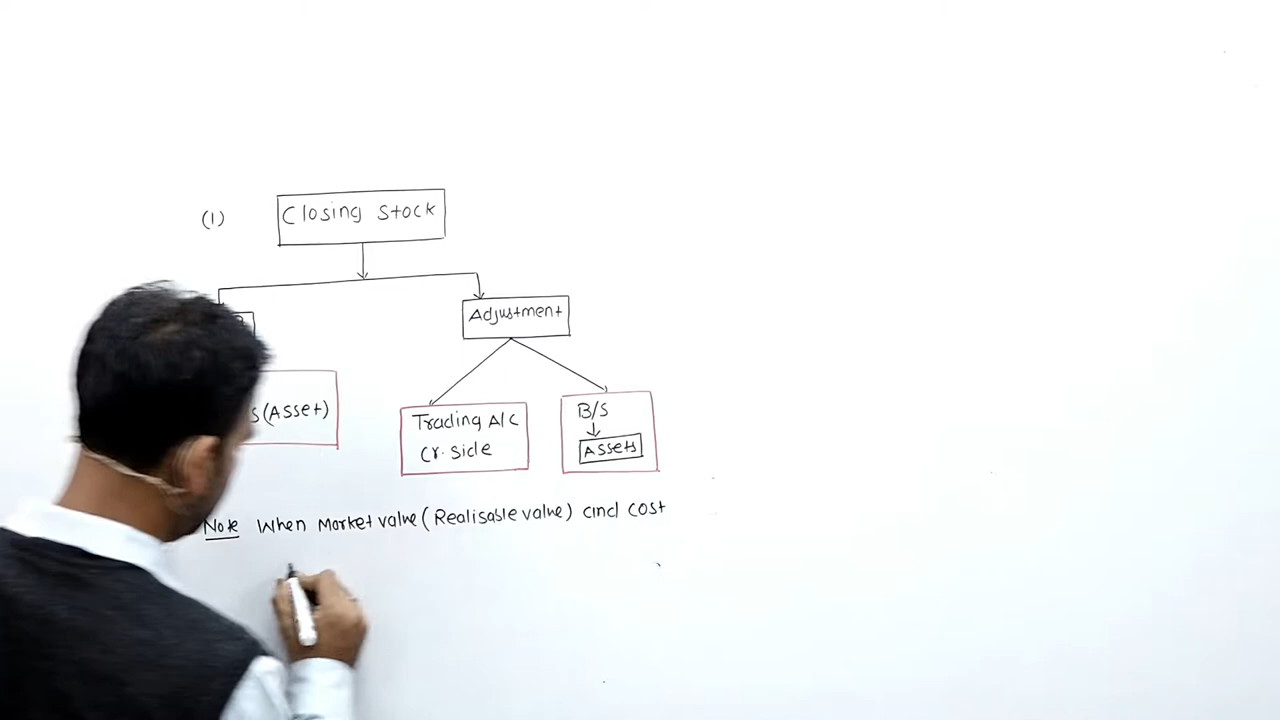 (1)
Closing Stock
Adjustment
(Asset)
Trading A/C
Cr. side
B/S
Assets
Note When Market value (Realisable value) and cost